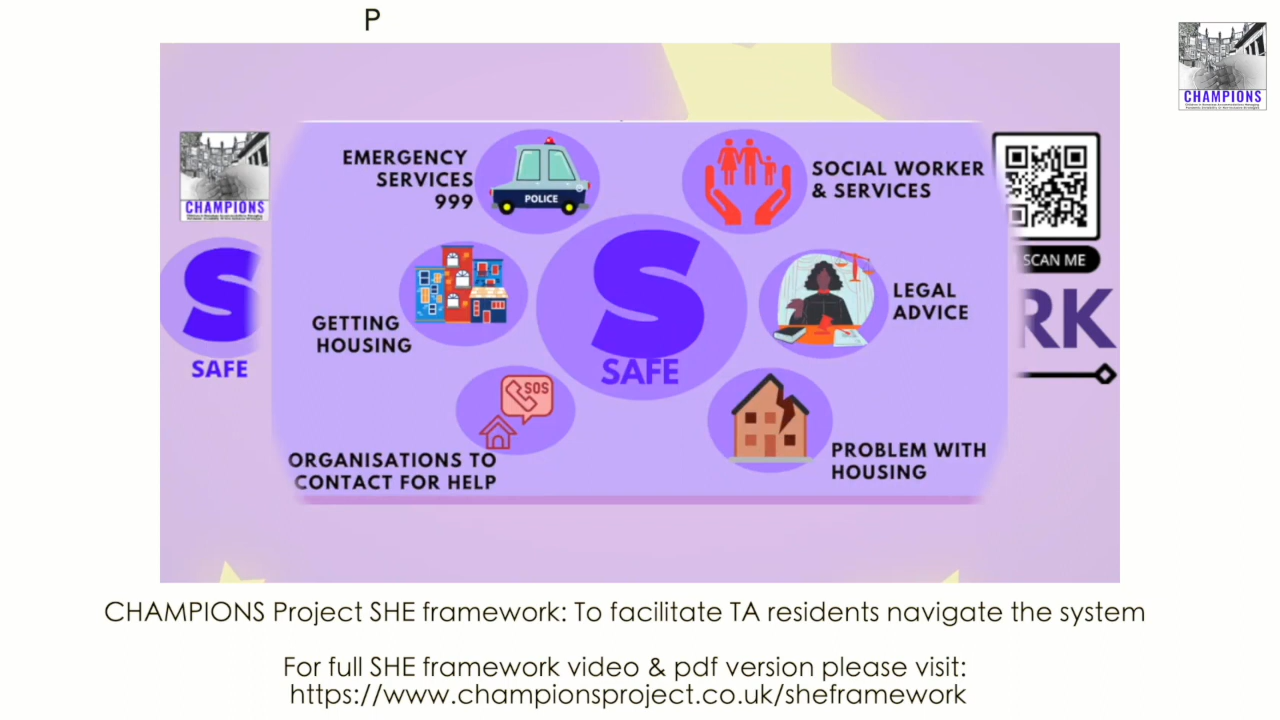 P
CHAMPIONS
CHAMPIONS
EMERGENCY
SERVICES
999
POLICE
SOCIAL WORKER
& SERVICES
SCAN ME
S
SAFE
GETTING
HOUSING
S
SAFE
LEGAL
ADVICE
RK
SOS
ORGANISATIONS TO
CONTACT FOR HELP
PROBLEM WITH
HOUSING
CHAMPIONS Project SHE framework: To facilitate TA residents navigate the system
For full SHE framework video & pdf version please visit:
https://www.championsproject.co.uk/sheframework